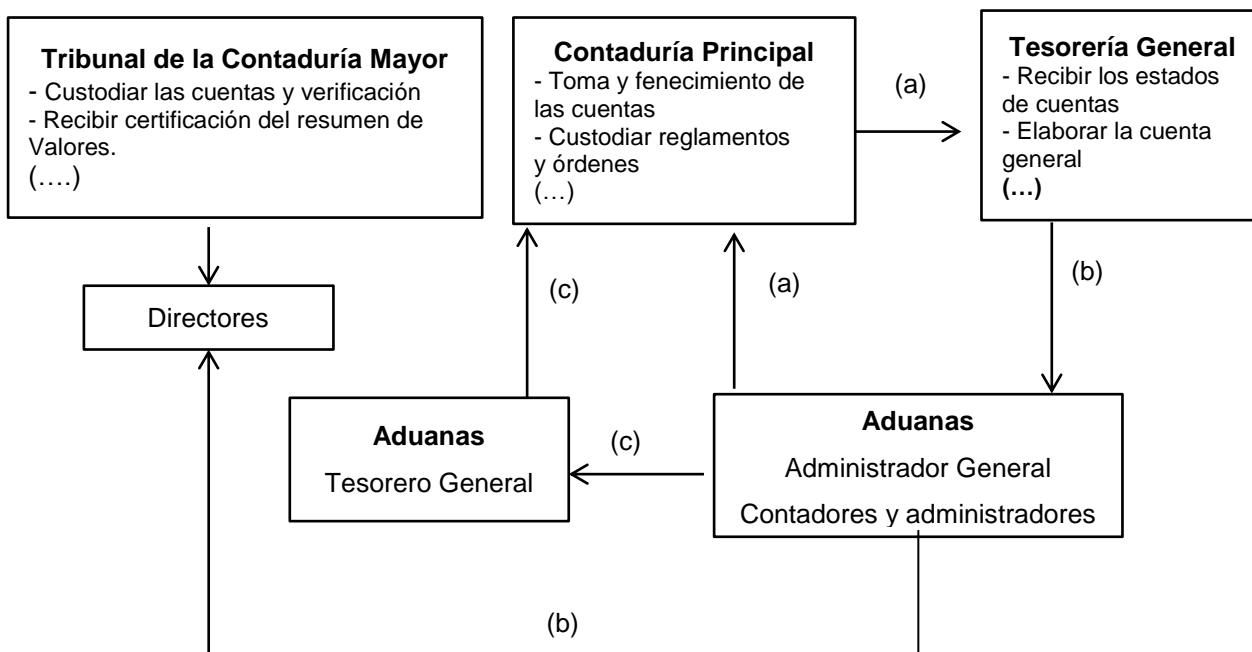 Tribunal de la Contaduría Mayor
- Custodiar las cuentas y verificación
- Recibir certificación del resumen de
Valores.
(….)
Contaduría Principal
- Toma y fenecimiento de
las cuentas
- Custodiar reglamentos
y órdenes
(…)
(a)
Tesorería General
- Recibir los estados
de cuentas
- Elaborar la cuenta
general
(…)
(c)
(a)
(b)
Directores
Aduanas
Tesorero General
(c)
Aduanas
Administrador General
Contadores y administradores
(b)